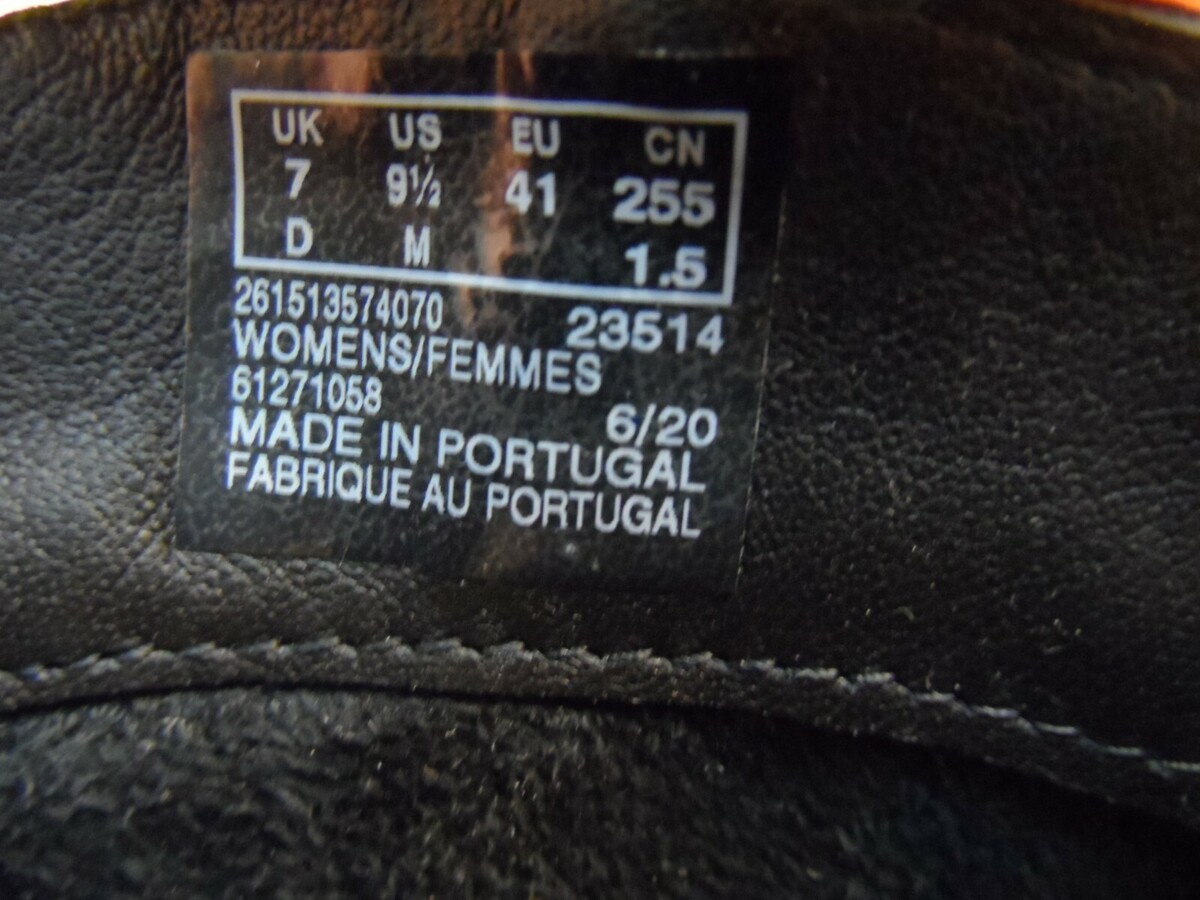 UK US EU CN
7 9½ 41 255
D M 1.5
261513574070 23514
WOMENS/FEMMES
61271058 6/20
MADE IN PORTUGAL
FABRIQUE AU PORTUGAL